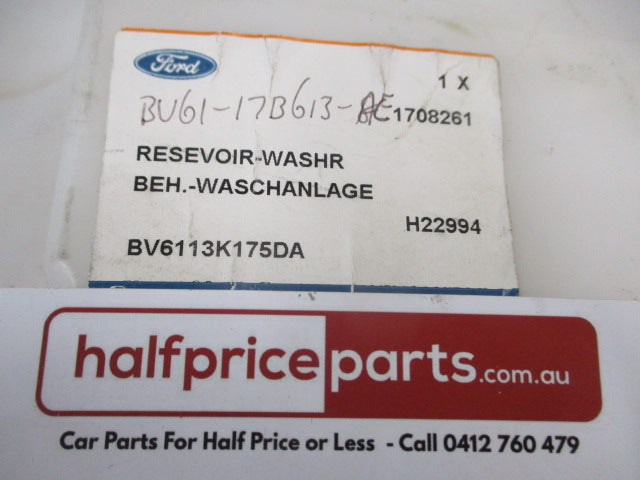 Ford
1 X
BV61-17B613-AE 1708261
RESEVOIR-WASHR
BEH.-WASCHANLAGE
H22994
BV6113K175DA
halfpriceparts.com.au
Car Parts For Half Price or Less - Call 0412 760 479